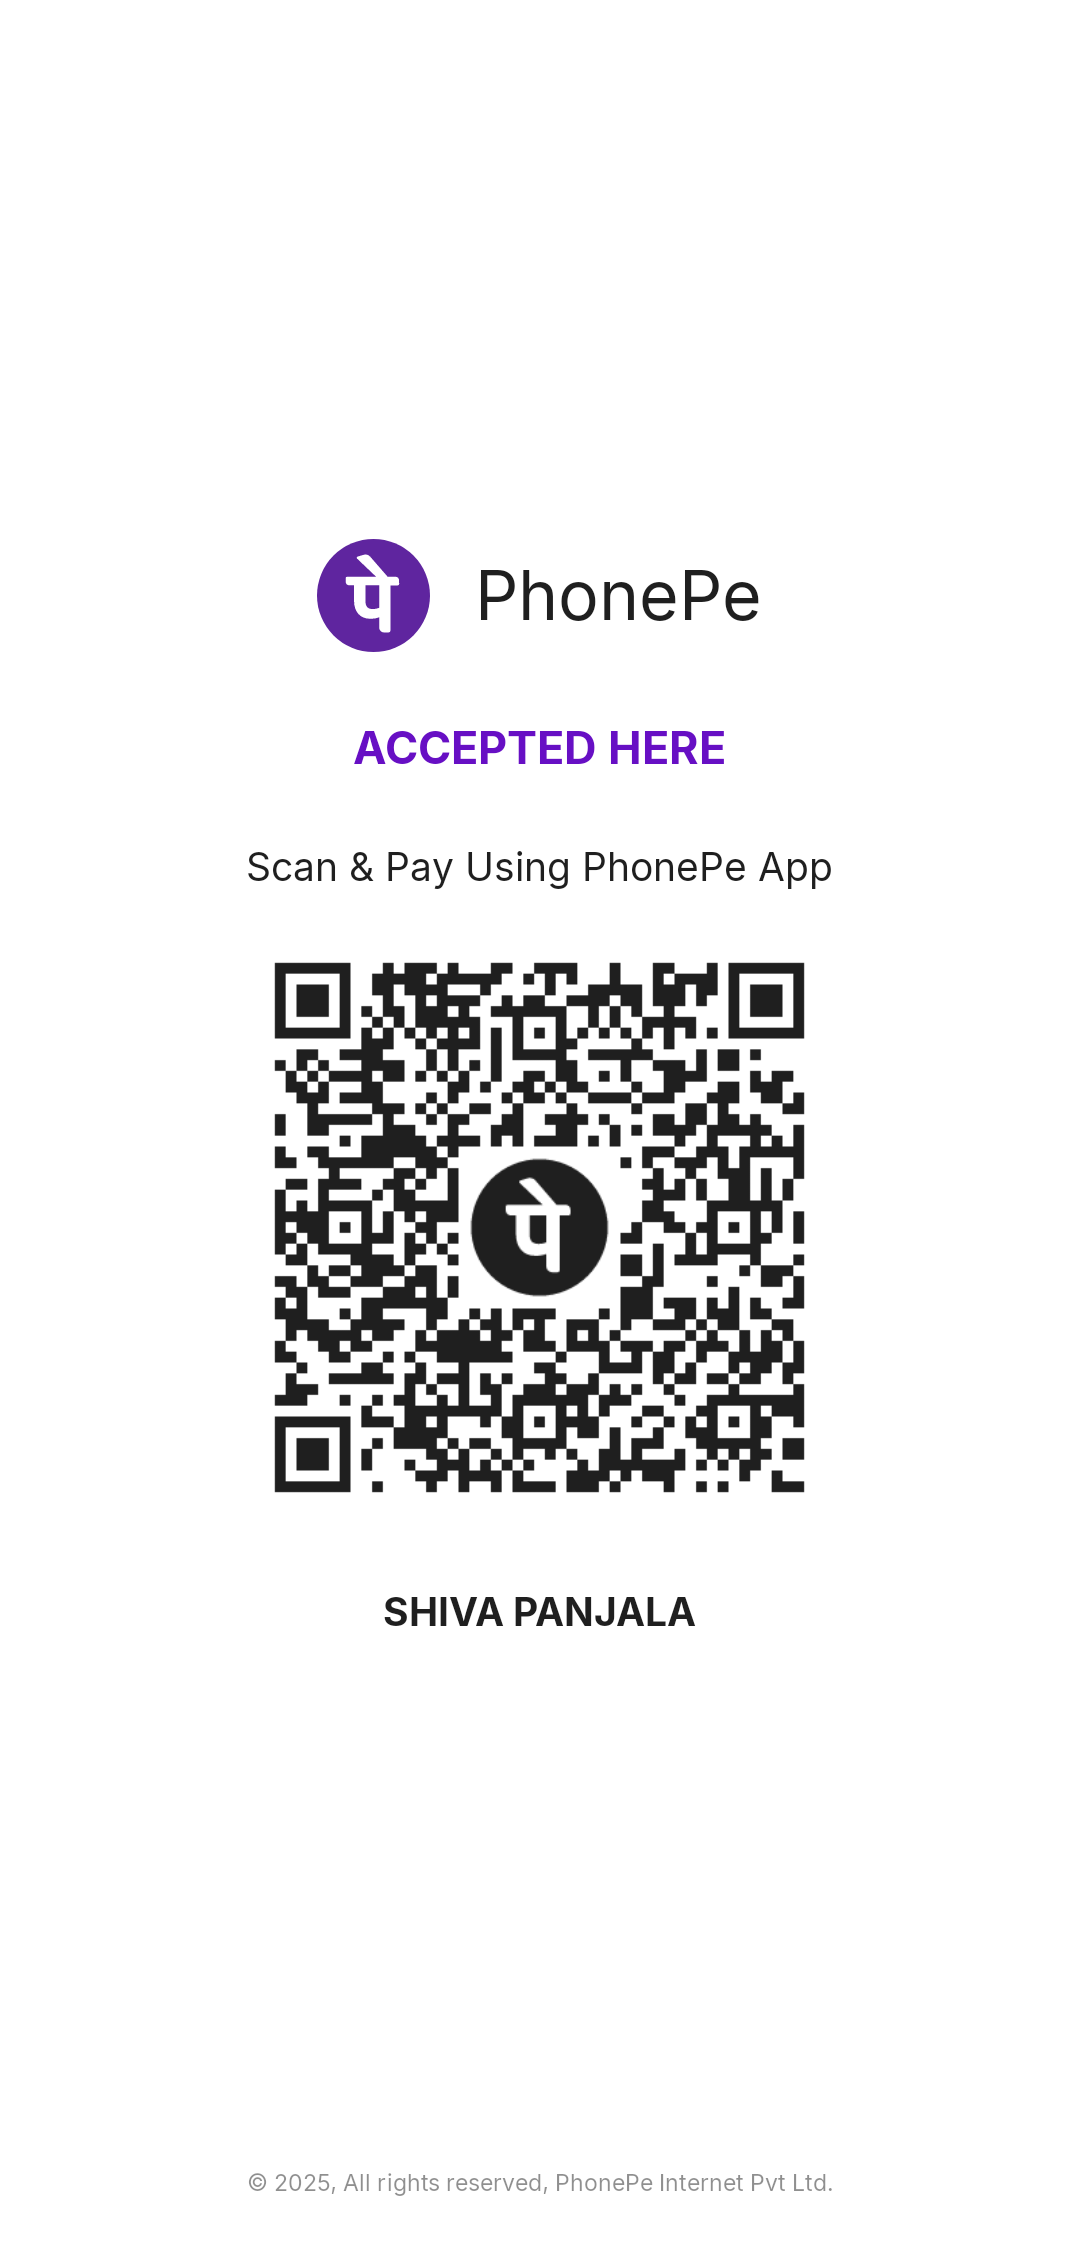 पे PhonePe
ACCEPTED HERE
Scan & Pay Using PhonePe App
पे
SHIVA PANJALA
© 2025, All rights reserved, PhonePe Internet Pvt Ltd.